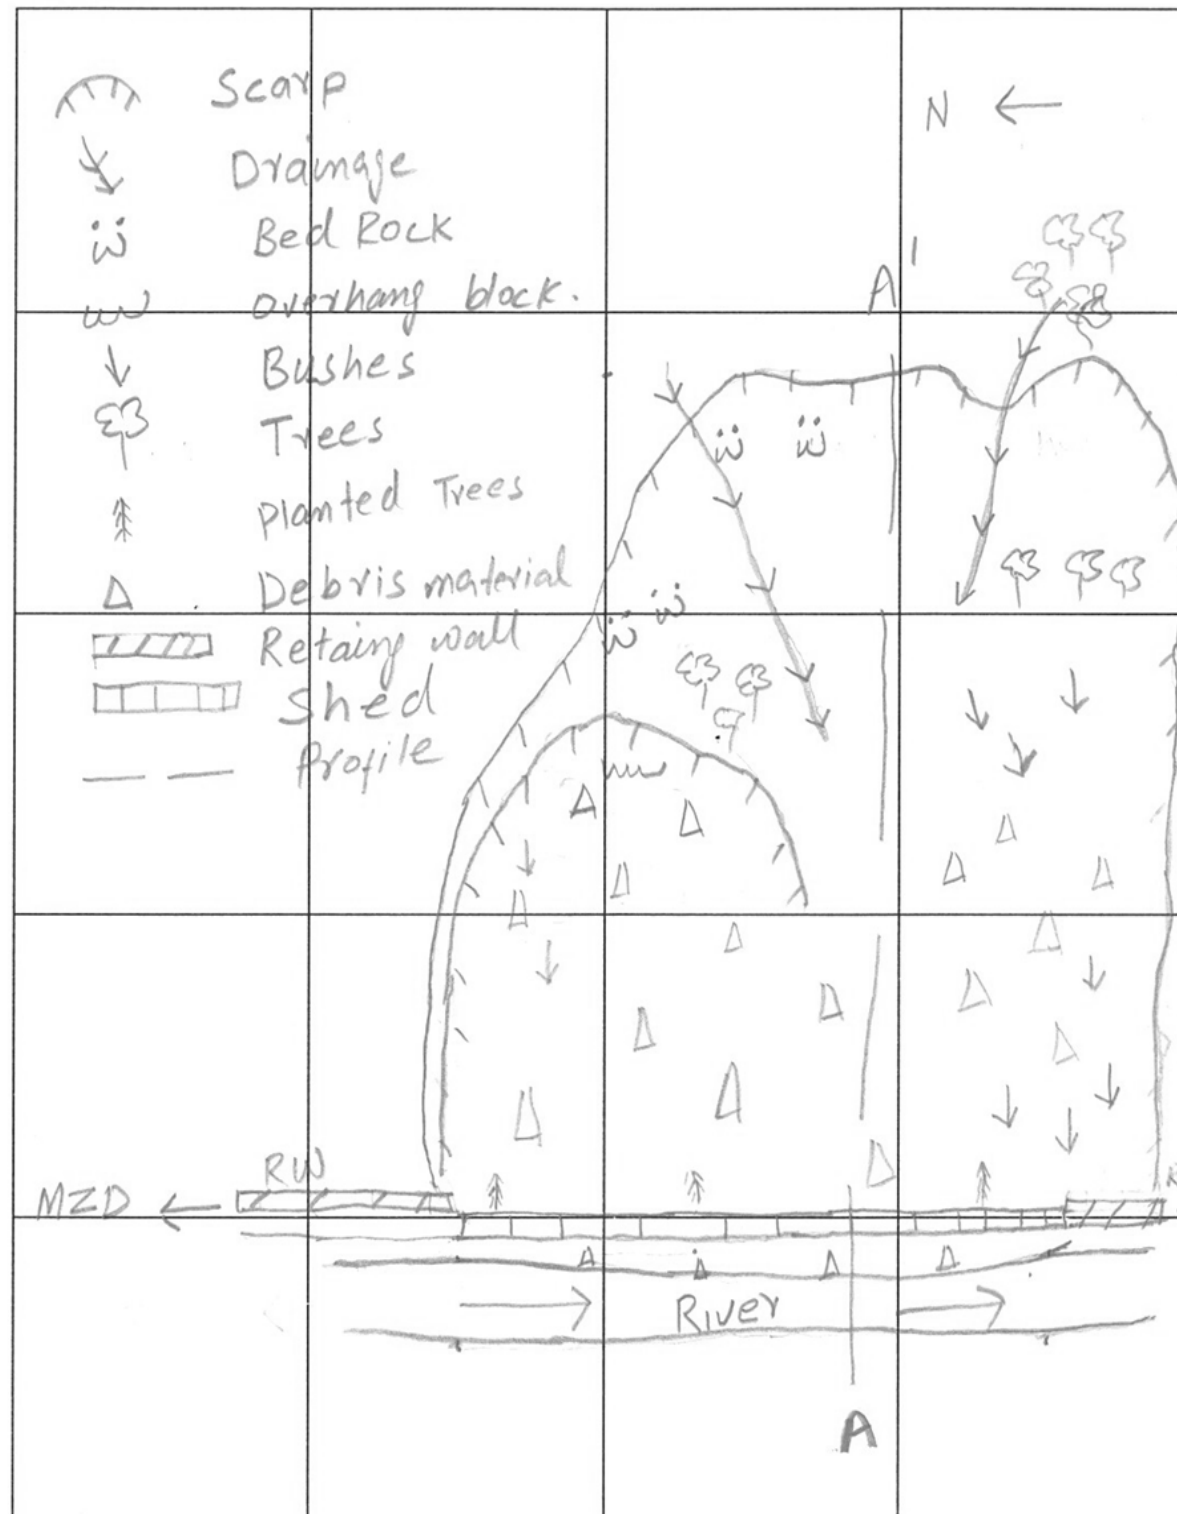 Scarp
N
Drainage
Bed Rock
A'
overhang block.
Bushes
Trees
Planted Trees
Debris material
Retaing wall
Shed
Profile
RW
MZD
River
A